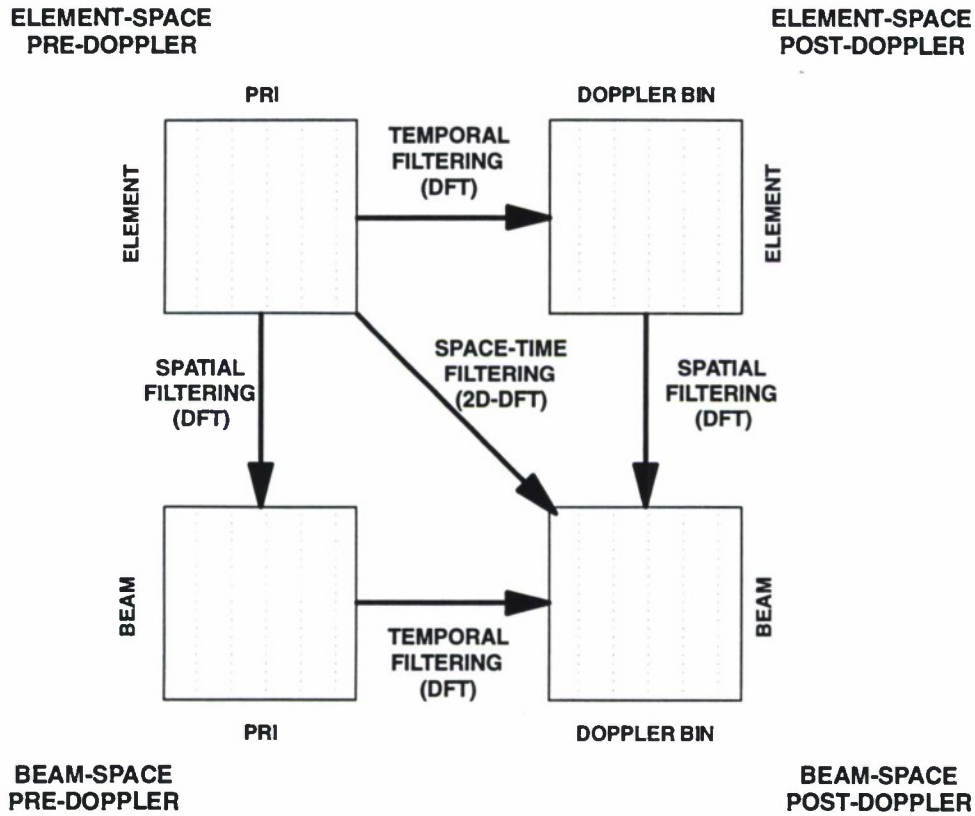 ELEMENT-SPACE
PRE-DOPPLER
ELEMENT-SPACE
POST-DOPPLER
PRI
DOPPLER BIN
ELEMENT
TEMPORAL
FILTERING
(DFT)
ELEMENT
SPATIAL
FILTERING
(DFT)
SPACE-TIME
FILTERING
(2D-DFT)
SPATIAL
FILTERING
(DFT)
BEAM
TEMPORAL
FILTERING
(DFT)
BEAM
PRI
DOPPLER BIN
BEAM-SPACE
PRE-DOPPLER
BEAM-SPACE
POST-DOPPLER